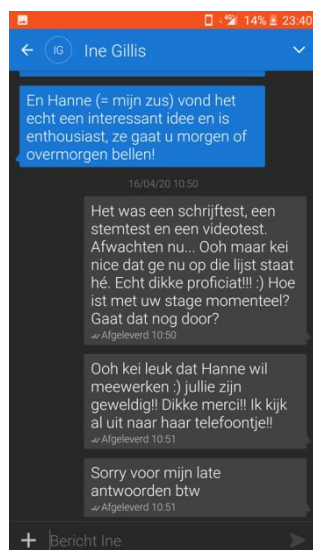 14% 23:40
IG Ine Gillis
En Hanne (= mijn zus) vond het
echt een interessant idee en is
enthousiast, ze gaat u morgen of
overmorgen bellen!
16/04/20 10:50
Het was een schrijftest, een
stemtest en een videotest.
Afwachten nu... Ooh maar kei
nice dat ge nu op die lijst staat
hé. Echt dikke proficiat!!! :) Hoe
ist met uw stage momenteel?
Gaat dat nog door?
Afgeleverd 10:50
Ooh kei leuk dat Hanne wil
meewerken :) jullie zijn
geweldig!! Dikke merci!! Ik kijk
al uit naar haar telefoontje!!
Afgeleverd 10:51
Sorry voor mijn late
antwoorden btw
Afgeleverd 10:51
Bericht Ine